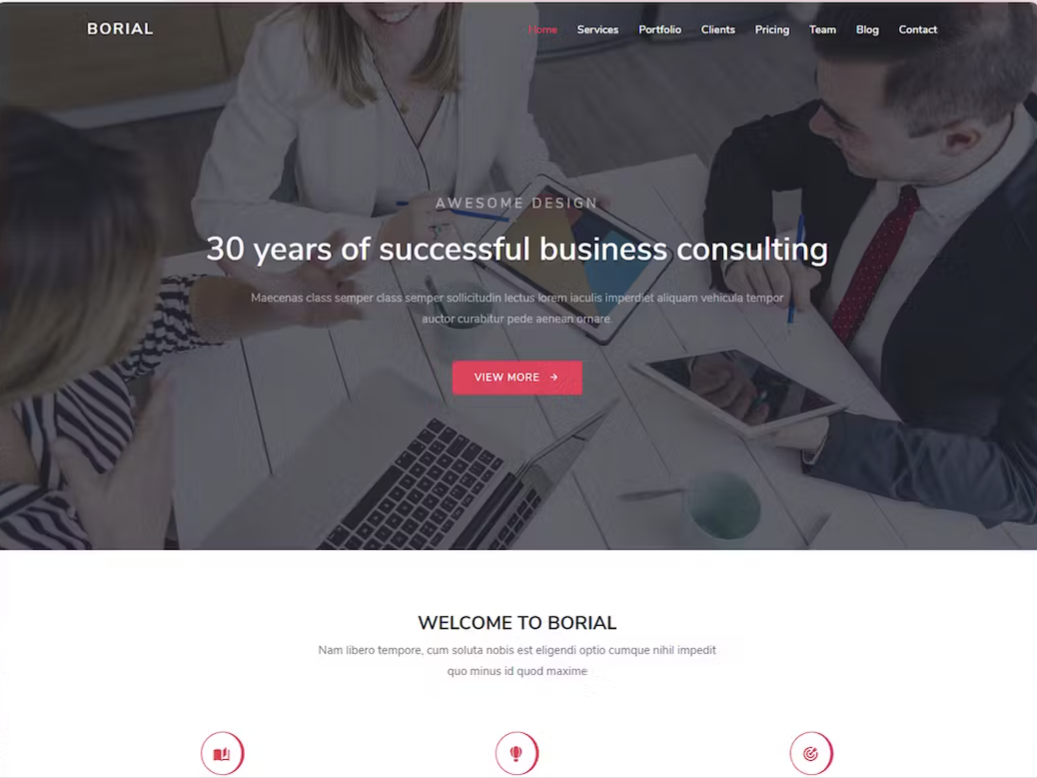 BORIAL
Home Services Portfolio Clients Pricing Team Blog Contact
AWESOME DESIGN
30 years of successful business consulting
Maecenas class semper class semper sollicitudin lectus lorem iaculis imperdiet aliquam vehicula tempor
auctor curabitur pede aenean ornare.
VIEW MORE →
WELCOME TO BORIAL
Nam libero tempore, cum soluta nobis est eligendi optio cumque nihil impedit
quo minus id quod maxime